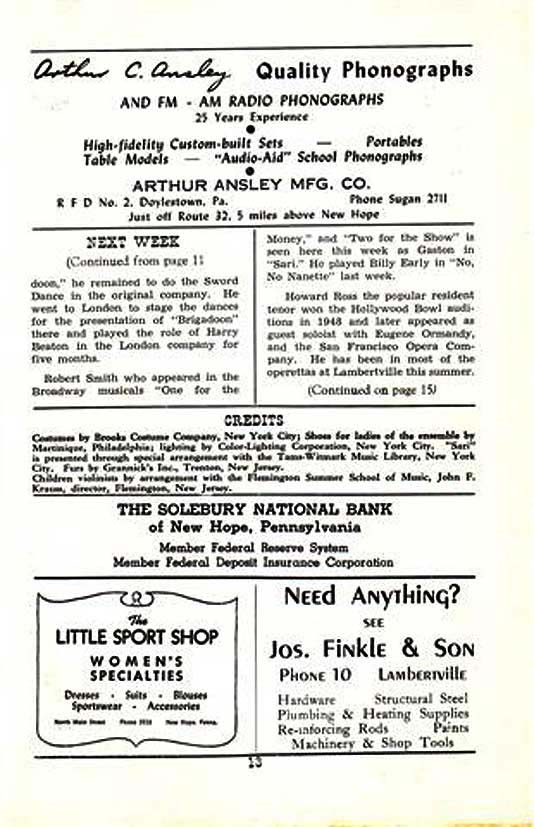 Arthur C. Ansley Quality Phonographs
AND FM - AM RADIO PHONOGRAPHS
25 Years Experience
High-fidelity Custom-built Sets — Portables
Table Models — "Audio-Aid" School Phonographs
ARTHUR ANSLEY MFG. CO.
R F D No. 2, Doylestown, Pa. Phone Sugan 2711
Just off Route 32, 5 miles above New Hope
NEXT WEEK
(Continued from page 11
doon," he remained to do the Sword
Dance in the original company. He
went to London to stage the dances
for the presentation of "Brigadoon"
there and played the role of Harry
Beaton in the London company for
five months.
Robert Smith who appeared in the
Broadway musicals "One for the
Money," and "Two for the Show" is
seen here this week as Gaston in
"Sari." He played Billy Early in "No,
No Nanette" last week.
Howard Ross the popular resident
tenor won the Hollywood Bowl audi-
tions in 1948 and later appeared as
guest soloist with Eugene Ormandy,
and the San Francisco Opera Com-
pany. He has been in most of the
operettas at Lambertville this summer.
(Continued on page 15)
CREDITS
Costumes by Brooks Costume Company, New York City; Shoes for ladies of the ensemble by
Martinique, Philadelphia; lighting by Color-Lighting Corporation, New York City. "Sari"
is presented through special arrangement with the Tams-Witmark Music Library, New York
City. Furs by Grannick's Inc., Trenton, New Jersey.
Children violinists by arrangement with the Flemington Summer School of Music, John F.
Kraus, director, Flemington, New Jersey.
THE SOLEBURY NATIONAL BANK
of New Hope, Pennsylvania
Member Federal Reserve System
Member Federal Deposit Insurance Corporation
The
LITTLE SPORT SHOP
WOMEN'S
SPECIALTIES
Dresses - Suits - Blouses
Sportswear - Accessories
North Main Street Phone New Hope, Penna.
NEEd ANYTHING?
SEE
Jos. Finkle & Son
PHONE 10 LAMBERTVILLE
Hardware Structural Steel
Plumbing & Heating Supplies
Re-inforcing Rods Paints
Machinery & Shop Tools
13